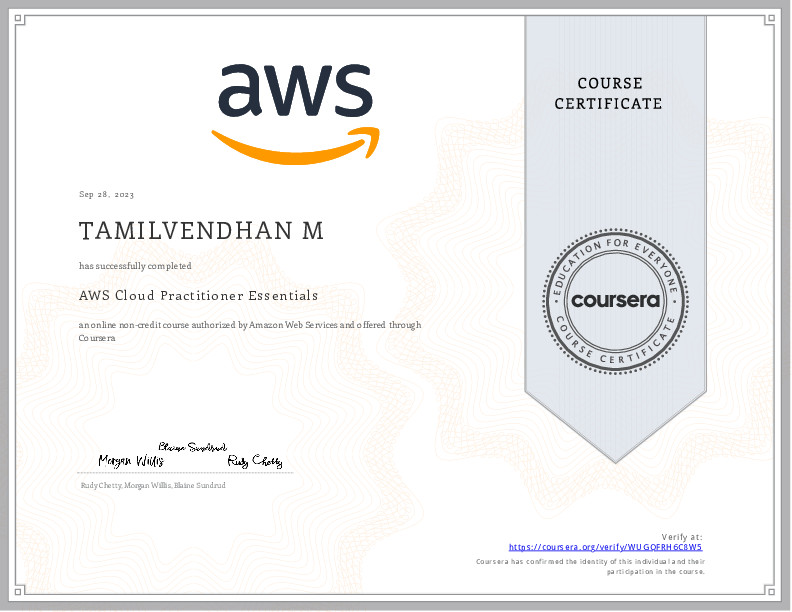 aws
COURSE
CERTIFICATE
Sep 28, 2023
TAMILVENDHAN M
has successfully completed
AWS Cloud Practitioner Essentials
an online non-credit course authorized by Amazon Web Services and offered through
Coursera
EDUCATION FOR EVERYONE
coursera
COURSE CERTIFICATE
Blaine Sundrud
Morgan Willis Rudy Chetty
Rudy Chetty, Morgan Willis, Blaine Sundrud
Verify at:
https://coursera.org/verify/WUGQFRH6C8W5
Coursera has confirmed the identity of this individual and their
participation in the course.